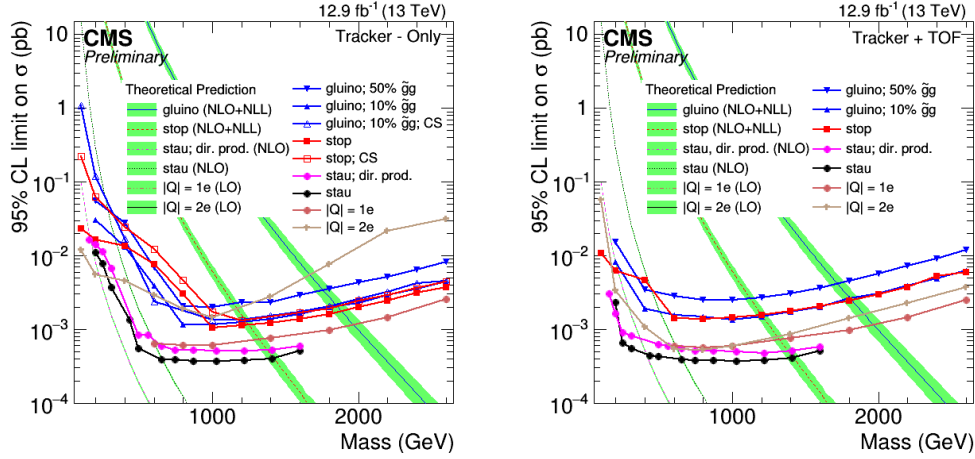 12.9 fb⁻¹ (13 TeV)
CMS
Preliminary
Tracker - Only
Theoretical Prediction
gluino (NLO+NLL)
stop (NLO+NLL)
stau; dir. prod. (NLO)
stau (NLO)
|Q| = 1e (LO)
|Q| = 2e (LO)
gluino; 50% g̃g
gluino; 10% g̃g
gluino; 10% g̃g; CS
stop
stop; CS
stau; dir. prod.
stau
|Q| = 1e
|Q| = 2e
95% CL limit on σ (pb)
10
1
10⁻¹
10⁻²
10⁻³
10⁻⁴
1000
2000
Mass (GeV)
12.9 fb⁻¹ (13 TeV)
CMS
Preliminary
Tracker + TOF
Theoretical Prediction
gluino (NLO+NLL)
stop (NLO+NLL)
stau; dir. prod. (NLO)
stau (NLO)
|Q| = 1e (LO)
|Q| = 2e (LO)
gluino; 50% g̃g
gluino; 10% g̃g
stop
stau; dir. prod.
stau
|Q| = 1e
|Q| = 2e
95% CL limit on σ (pb)
10
1
10⁻¹
10⁻²
10⁻³
10⁻⁴
1000
2000
Mass (GeV)